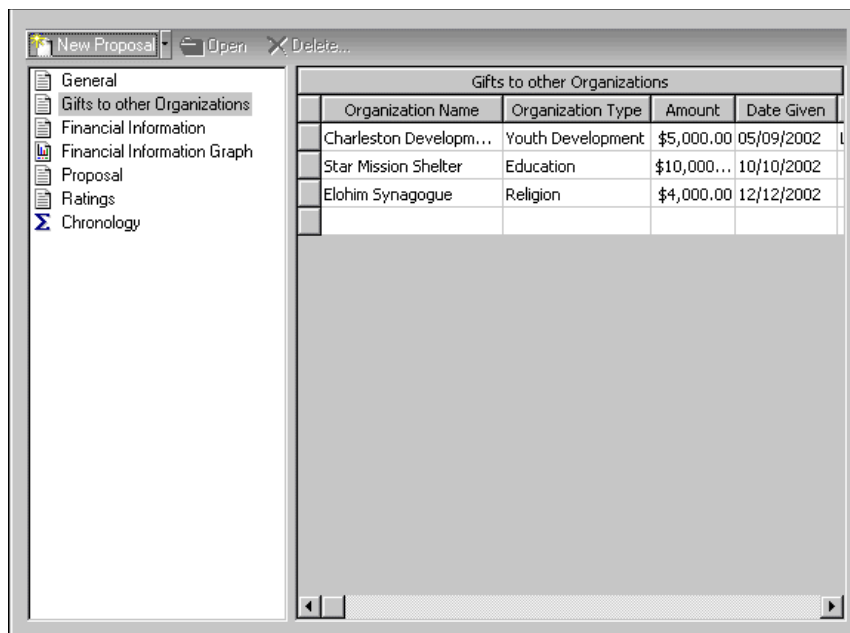 New Proposal Open Delete...
General
Gifts to other Organizations
Financial Information
Financial Information Graph
Proposal
Ratings
Chronology
Gifts to other Organizations
Organization Name Organization Type Amount Date Given
Charleston Developm... Youth Development $5,000.00 05/09/2002
Star Mission Shelter Education $10,000... 10/10/2002
Elohim Synagogue Religion $4,000.00 12/12/2002